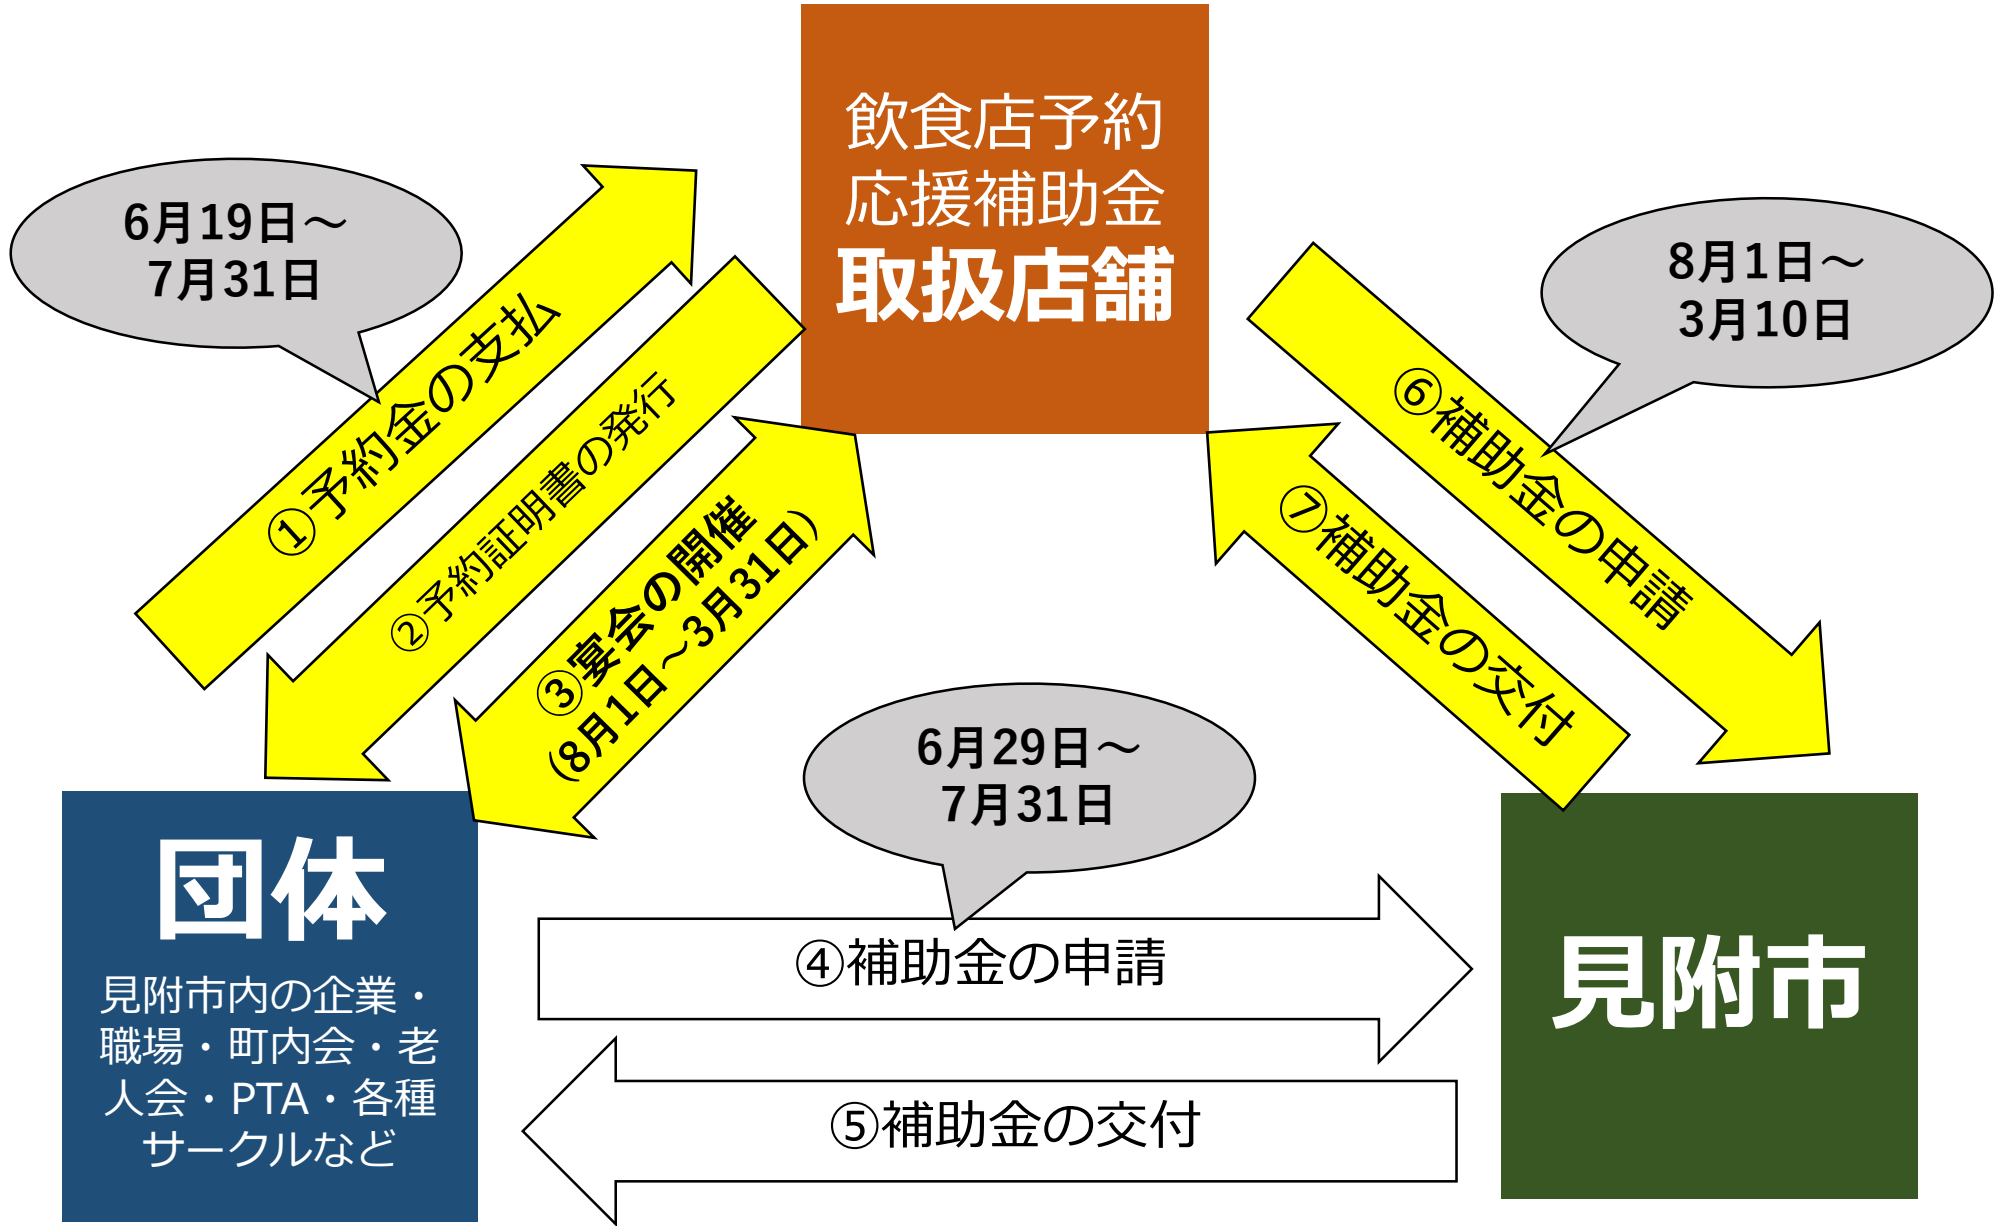 飲食店予約
応援補助金
取扱店舗
6月19日～
7月31日
8月1日～
3月10日
①予約金の支払
②予約証明書の発行
③宴会の開催
(8月1日～3月31日)
⑥補助金の申請
⑦補助金の交付
6月29日～
7月31日
団体
見附市内の企業・
職場・町内会・老
人会・PTA・各種
サークルなど
④補助金の申請
⑤補助金の交付
見附市